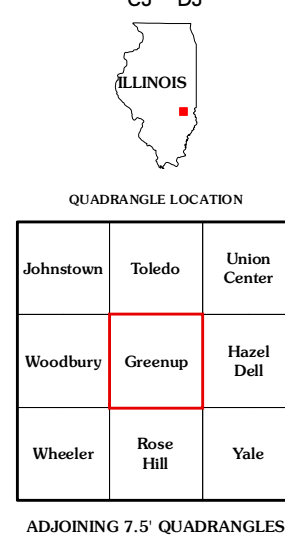 ILLINOIS
QUADRANGLE LOCATION
Johnstown
Toledo
Union
Center
Woodbury
Greenup
Hazel
Dell
Wheeler
Rose
Hill
Yale
ADJOINING 7.5' QUADRANGLES